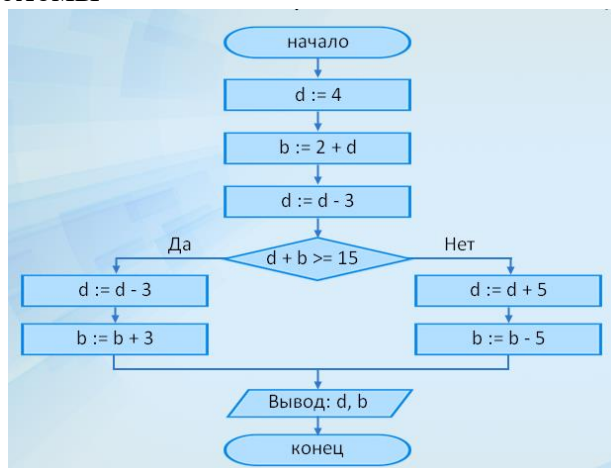 начало
d := 4
b := 2 + d
d := d - 3
d + b >= 15
Да
Нет
d := d - 3
d := d + 5
b := b + 3
b := b - 5
Вывод: d, b
конец